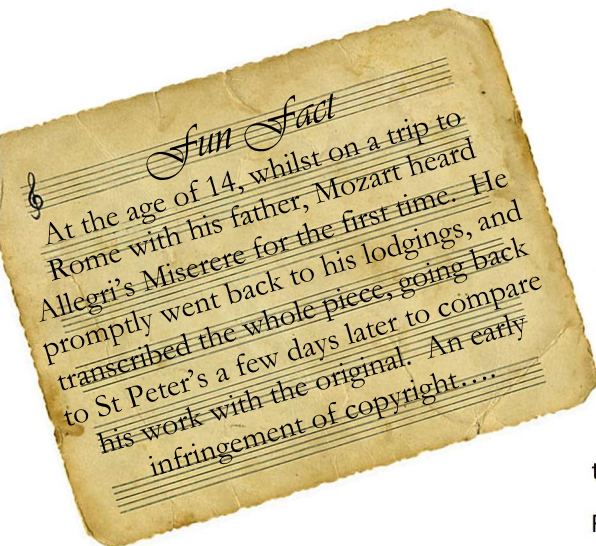 Fun Fact
At the age of 14, whilst on a trip to
Rome with his father, Mozart heard
Allegri's Miserere for the first time.  He
promptly went back to his lodgings, and
transcribed the whole piece, going back
to St Peter's a few days later to compare
his work with the original.  An early
infringement of copyright....